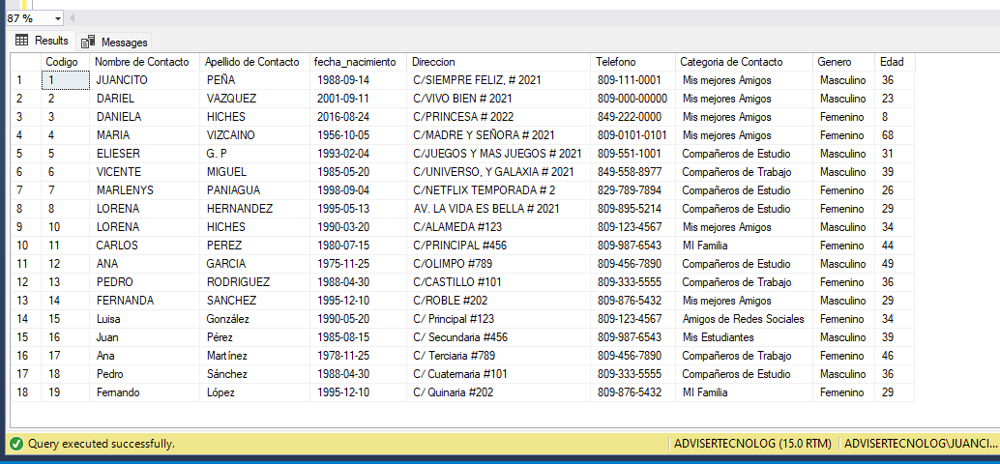 87 %
Results Messages
Codigo Nombre de Contacto Apellido de Contacto fecha_nacimiento Direccion Telefono Categoria de Contacto Genero Edad
1 1 JUANCITO PEÑA 1988-09-14 C/SIEMPRE FELIZ, # 2021 809-111-0001 Mis mejores Amigos Masculino 36
2 2 DARIEL VAZQUEZ 2001-09-11 C/VIVO BIEN # 2021 809-000-00000 Mis mejores Amigos Masculino 23
3 3 DANIELA HICHES 2016-08-24 C/PRINCESA # 2022 849-222-0000 Mis mejores Amigos Femenino 8
4 4 MARIA VIZCAINO 1956-10-05 C/MADRE Y SEÑORA # 2021 809-0101-0101 Mis mejores Amigos Femenino 68
5 5 ELIESER G. P 1993-02-04 C/JUEGOS Y MAS JUEGOS # 2021 809-551-1001 Compañeros de Estudio Masculino 31
6 6 VICENTE MIGUEL 1985-05-20 C/UNIVERSO, Y GALAXIA # 2021 849-558-8977 Compañeros de Trabajo Masculino 39
7 7 MARLENYS PANIAGUA 1998-09-04 C/NETFLIX TEMPORADA # 2 829-789-7894 Compañeros de Estudio Femenino 26
8 8 LORENA HERNANDEZ 1995-05-13 AV. LA VIDA ES BELLA # 2021 809-895-5214 Compañeros de Estudio Femenino 29
9 10 LORENA HICHES 1990-03-20 C/ALAMEDA #123 809-123-4567 Mis mejores Amigos Masculino 34
10 11 CARLOS PEREZ 1980-07-15 C/PRINCIPAL #456 809-987-6543 MI Familia Femenino 44
11 12 ANA GARCIA 1975-11-25 C/OLIMPO #789 809-456-7890 Compañeros de Estudio Masculino 49
12 13 PEDRO RODRIGUEZ 1988-04-30 C/CASTILLO #101 809-333-5555 Compañeros de Trabajo Femenino 36
13 14 FERNANDA SANCHEZ 1995-12-10 C/ROBLE #202 809-876-5432 Mis mejores Amigos Masculino 29
14 15 Luisa González 1990-05-20 C/ Principal #123 809-123-4567 Amigos de Redes Sociales Femenino 34
15 16 Juan Pérez 1985-08-15 C/ Secundaria #456 809-987-6543 Mis Estudiantes Masculino 39
16 17 Ana Martínez 1978-11-25 C/ Terciaria #789 809-456-7890 Compañeros de Trabajo Femenino 46
17 18 Pedro Sánchez 1988-04-30 C/ Cuaternaria #101 809-333-5555 Compañeros de Estudio Masculino 36
18 19 Fernando López 1995-12-10 C/ Quinaria #202 809-876-5432 MI Familia Femenino 29
Query executed successfully. ADVISERTECNOLOG (15.0 RTM) ADVISERTECNOLOG\JUANCI...